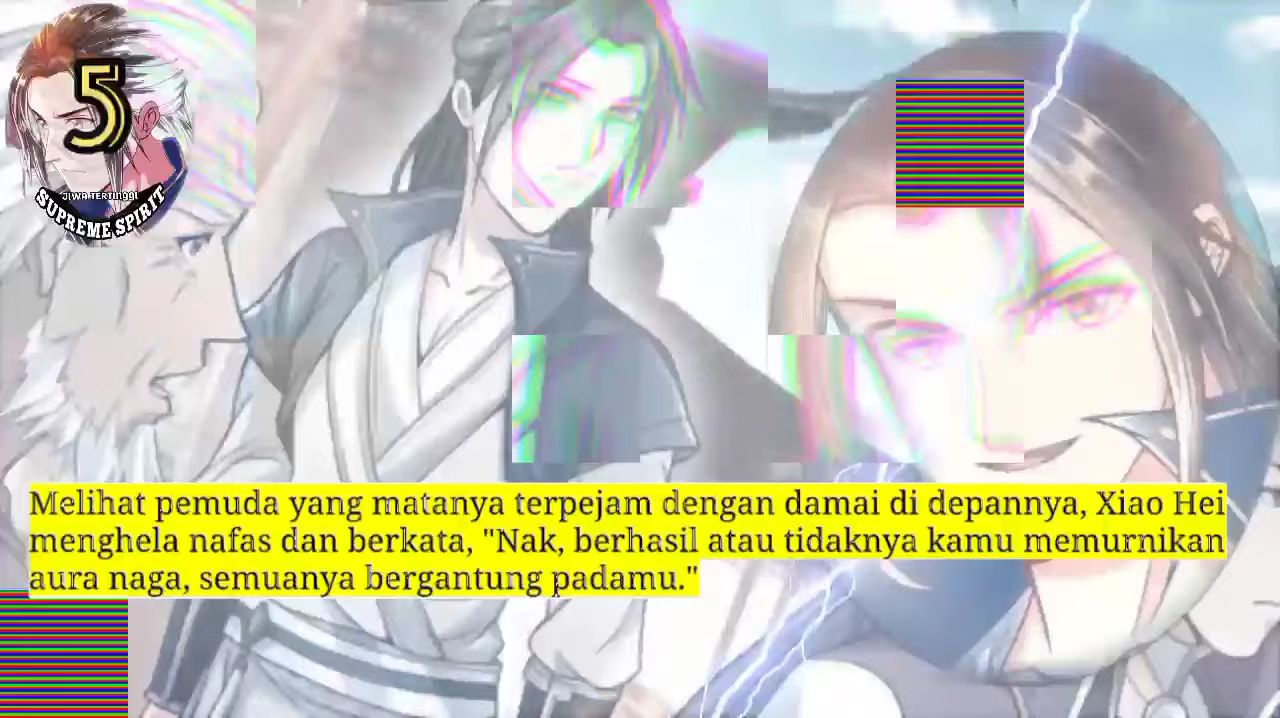 5
JIWA TERTINGGI
SUPREME SPIRIT
Melihat pemuda yang matanya terpejam dengan damai di depannya, Xiao Hei
menghela nafas dan berkata, "Nak, berhasil atau tidaknya kamu memurnikan
aura naga, semuanya bergantung padamu."